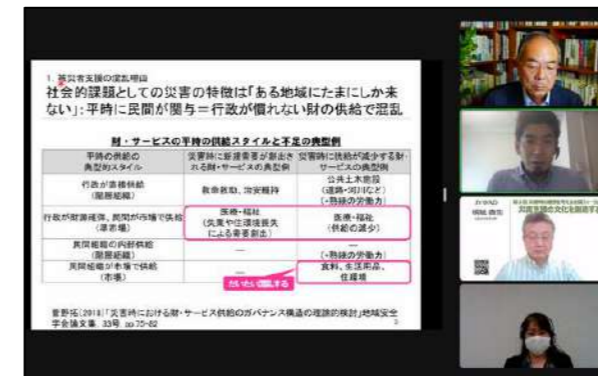 1. 被災者支援の混乱理由
社会的課題としての災害の特徴は「ある地域にたまにしか来
ない」:平時に民間が関与=行政が慣れない財の供給で混乱
財・サービスの平時の供給スタイルと不足の典型例
平時の供給の
典型的スタイル
災害時に新規需要が創出さ
れる財・サービスの典型例
災害時に供給が減少する財・
サービスの典型例
行政が直接供給
(階層組織)
救命救助、治安維持
公共土木施設
(道路・河川など)
(+熟練の労働力)
行政が財源確保、民間が市場で供給
(準市場)
医療・福祉
(失業や住環境喪失
による需要創出)
医療・福祉
(供給の減少)
民間組織の内部供給
(階層組織)
—
—
(+熟練の労働力)
民間組織が市場で供給
(市場)
—
食料、生活用品、
住環境
だいたい混乱する
菅野拓(2018)「災害時における財・サービス供給のガバナンス構造の理論的検討」地域安全
学会論文集, 33号, pp.75-82
JVOAD
災害支援の文化を創造する